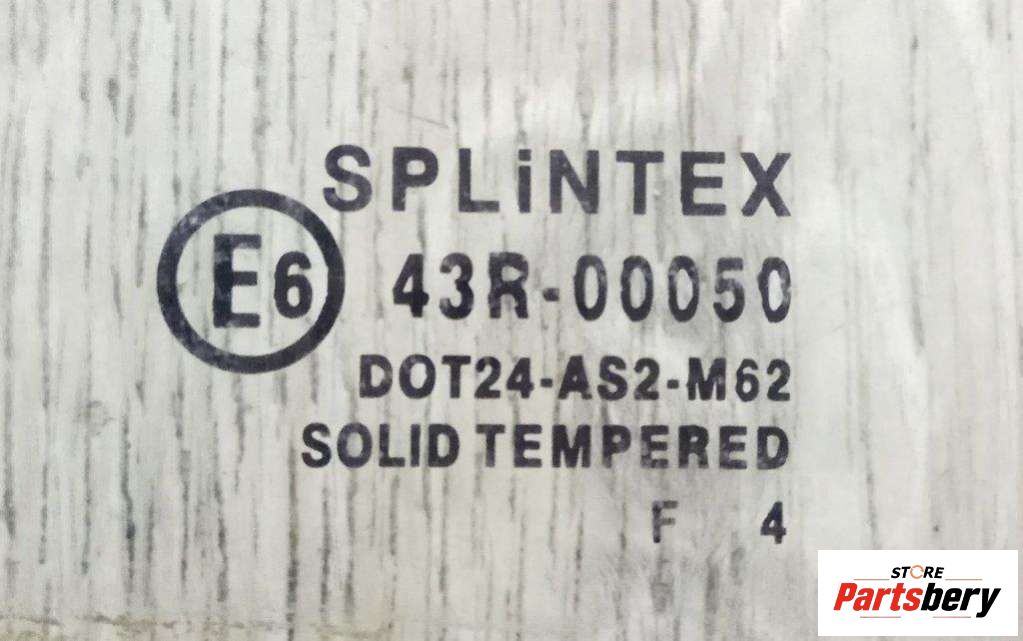 SPLiNTEX
E6 43R-00050
DOT24-AS2-M62
SOLID TEMPERED
F 4
STORE
Partsbery